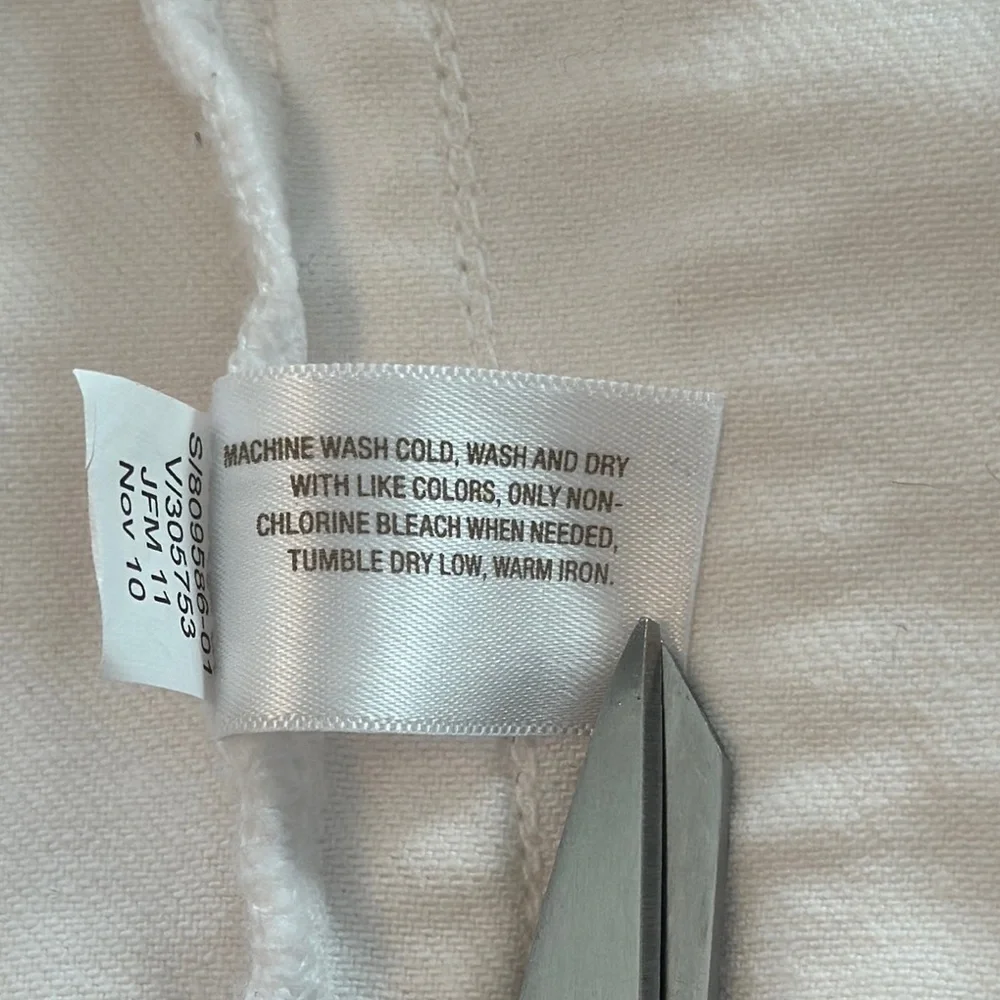 MACHINE WASH COLD, WASH AND DRY
WITH LIKE COLORS, ONLY NON-
CHLORINE BLEACH WHEN NEEDED,
TUMBLE DRY LOW, WARM IRON.
S/809586-01
V/305753
JFM 11
Nov 10